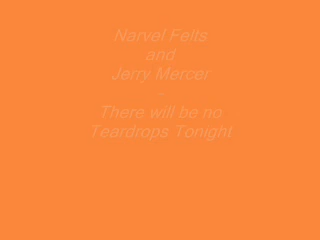 Narvel Felts
and
Jerry Mercer
-
There will be no
Teardrops Tonight